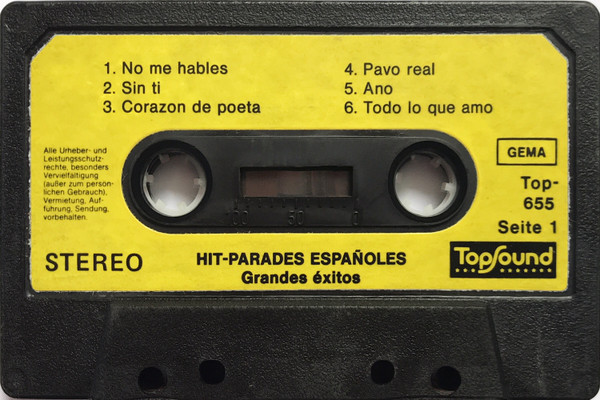 1. No me hables
2. Sin ti
3. Corazon de poeta
4. Pavo real
5. Ano
6. Todo lo que amo
Alle Urheber- und
Leistungsschutz-
rechte, besonders
Vervielfältigung
(außer zum persön-
lichen Gebrauch),
Vermietung, Auf-
führung, Sendung,
vorbehalten.
100 50 0
GEMA
Top-
655
Seite 1
STEREO
HIT-PARADES ESPAÑOLES
Grandes éxitos
TopSound